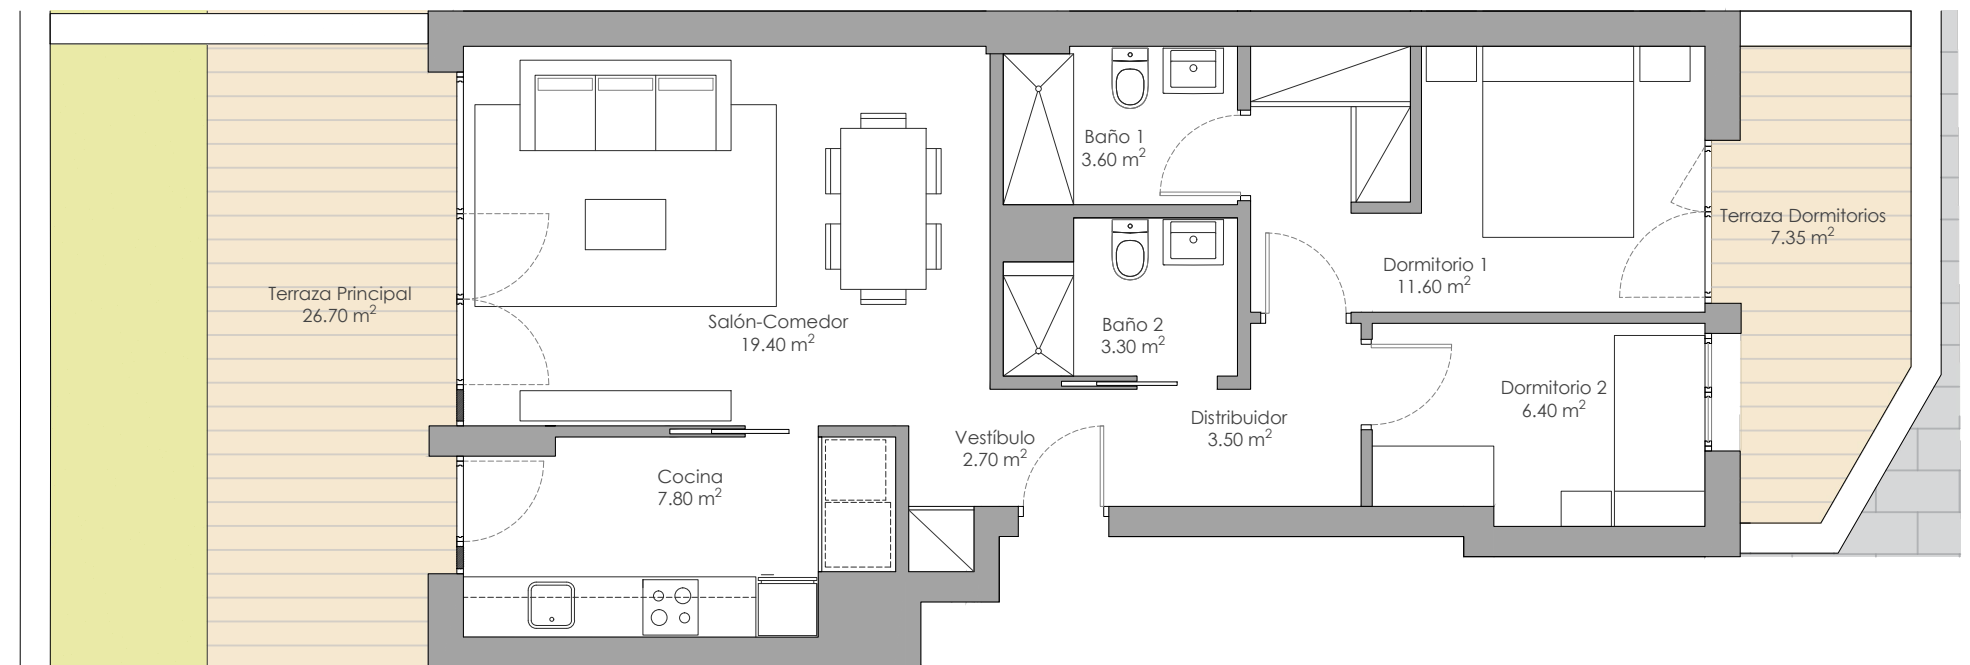 Baño 1
3.60 m²
Terraza Dormitorios
7.35 m²
Dormitorio 1
11.60 m²
Terraza Principal
26.70 m²
Salón-Comedor
19.40 m²
Baño 2
3.30 m²
Dormitorio 2
6.40 m²
Distribuidor
3.50 m²
Vestíbulo
2.70 m²
Cocina
7.80 m²